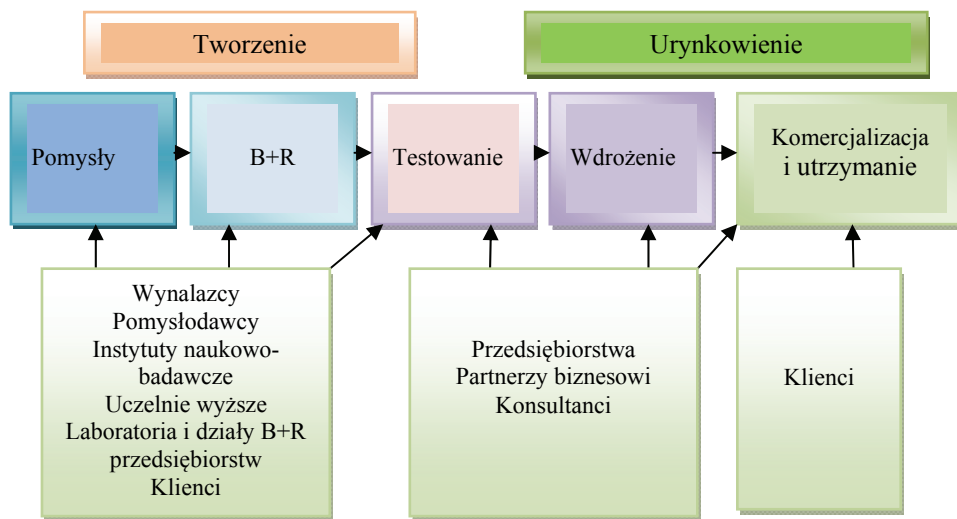 Tworzenie
Urynkowienie
Pomysły
B+R
Testowanie
Wdrożenie
Komercjalizacja
i utrzymanie
Wynalazcy
Pomysłodawcy
Instytuty naukowo-
badawcze
Uczelnie wyższe
Laboratoria i działy B+R
przedsiębiorstw
Klienci
Przedsiębiorstwa
Partnerzy biznesowi
Konsultanci
Klienci